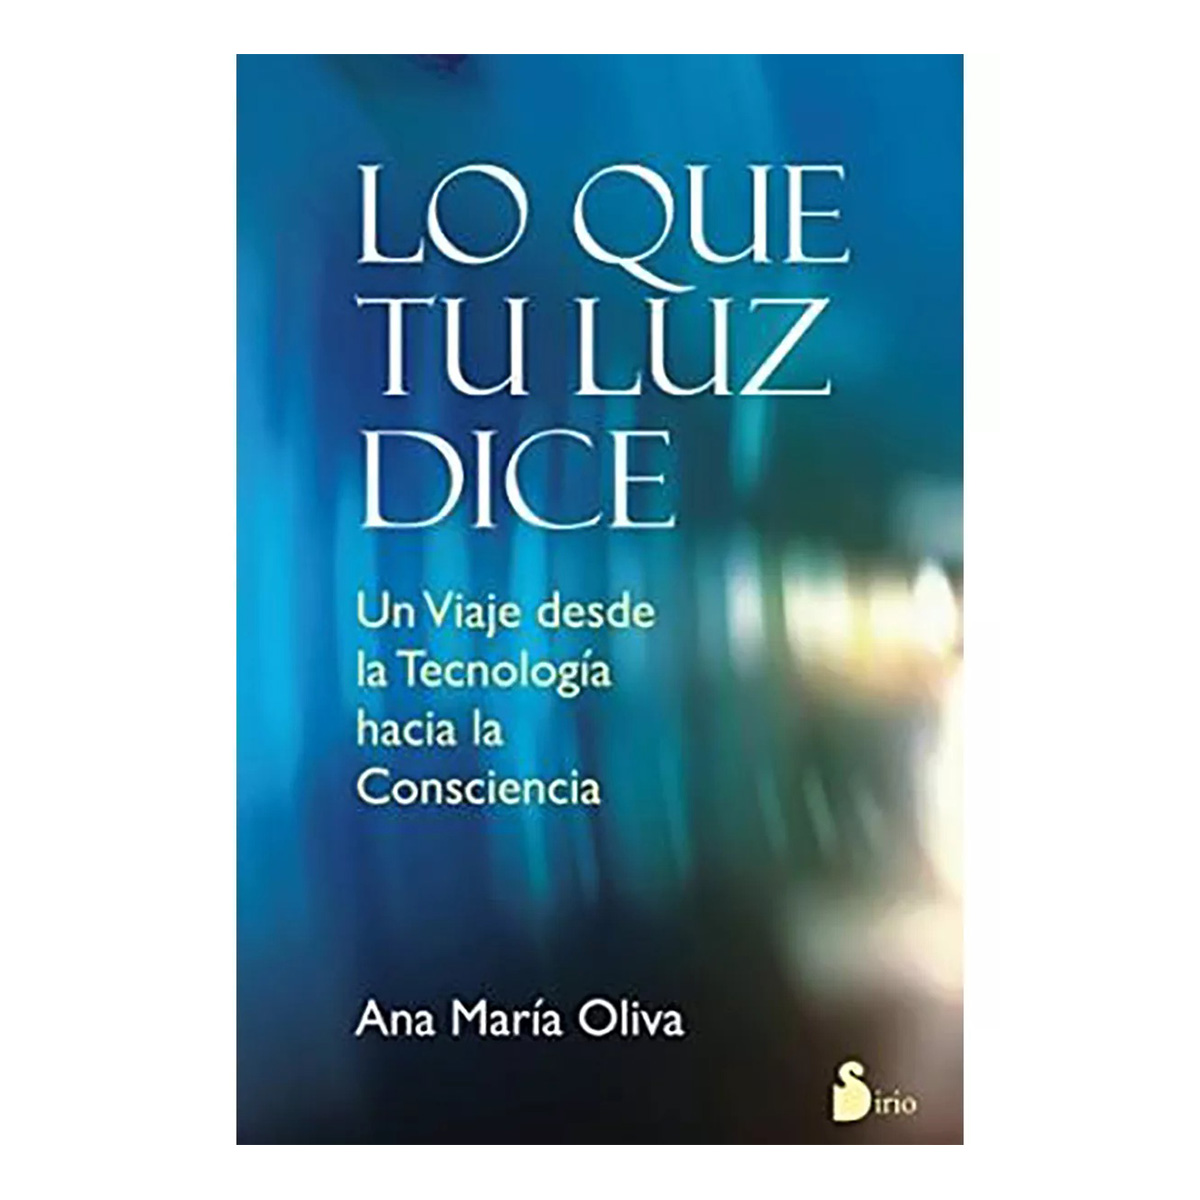 LO QUE
TU LUZ
DICE
Un Viaje desde
la Tecnología
hacia la
Consciencia
Ana María Oliva
Sirio